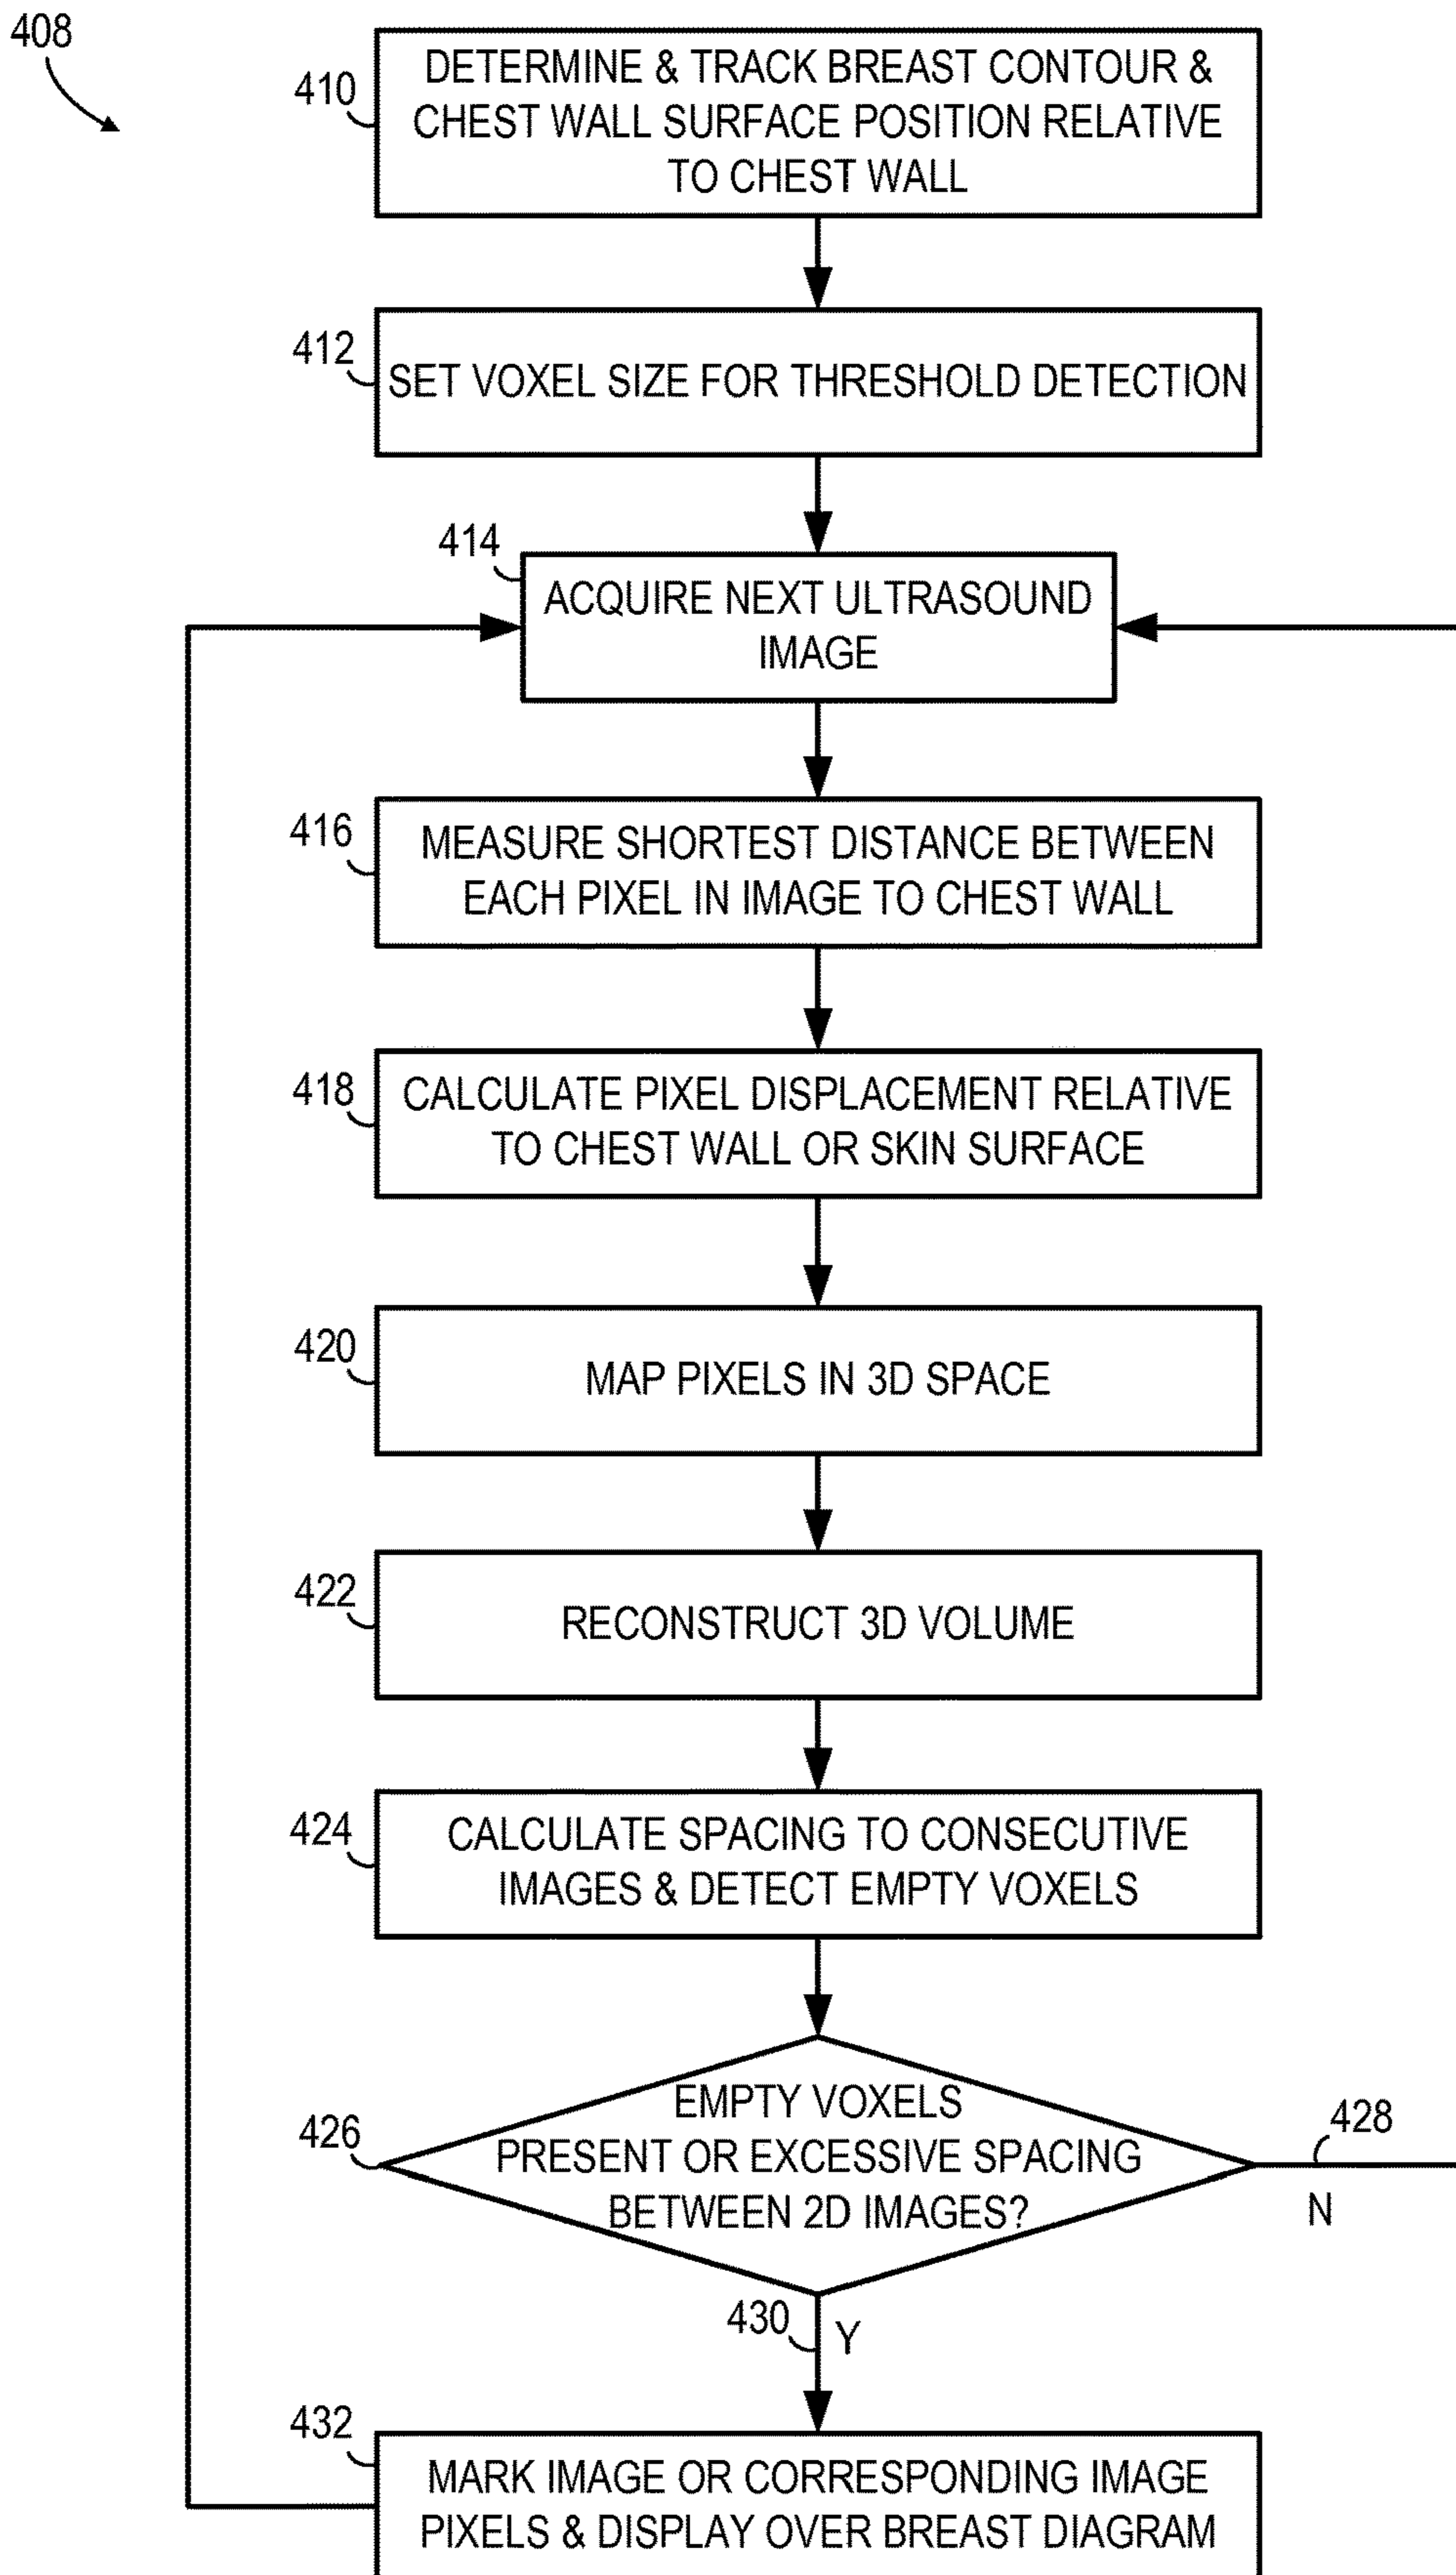 408
410
DETERMINE & TRACK BREAST CONTOUR &
CHEST WALL SURFACE POSITION RELATIVE
TO CHEST WALL
412
SET VOXEL SIZE FOR THRESHOLD DETECTION
414
ACQUIRE NEXT ULTRASOUND
IMAGE
416
MEASURE SHORTEST DISTANCE BETWEEN
EACH PIXEL IN IMAGE TO CHEST WALL
418
CALCULATE PIXEL DISPLACEMENT RELATIVE
TO CHEST WALL OR SKIN SURFACE
420
MAP PIXELS IN 3D SPACE
422
RECONSTRUCT 3D VOLUME
424
CALCULATE SPACING TO CONSECUTIVE
IMAGES & DETECT EMPTY VOXELS
426
EMPTY VOXELS
PRESENT OR EXCESSIVE SPACING
BETWEEN 2D IMAGES?
428
N
430
Y
432
MARK IMAGE OR CORRESPONDING IMAGE
PIXELS & DISPLAY OVER BREAST DIAGRAM